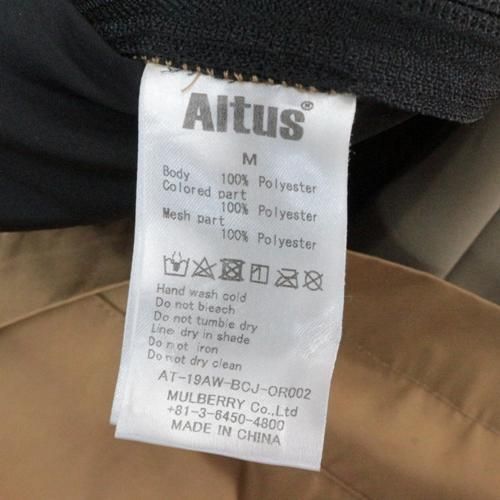 Altus®
M
Body 100% Polyester
Colored part
100% Polyester
Mesh part
100% Polyester
Hand wash cold
Do not bleach
Do not tumble dry
Line dry in shade
Do not iron
Do not dry clean
AT-19AW-BCJ-OR002
MULBERRY Co.,Ltd
+81-3-6450-4800
MADE IN CHINA